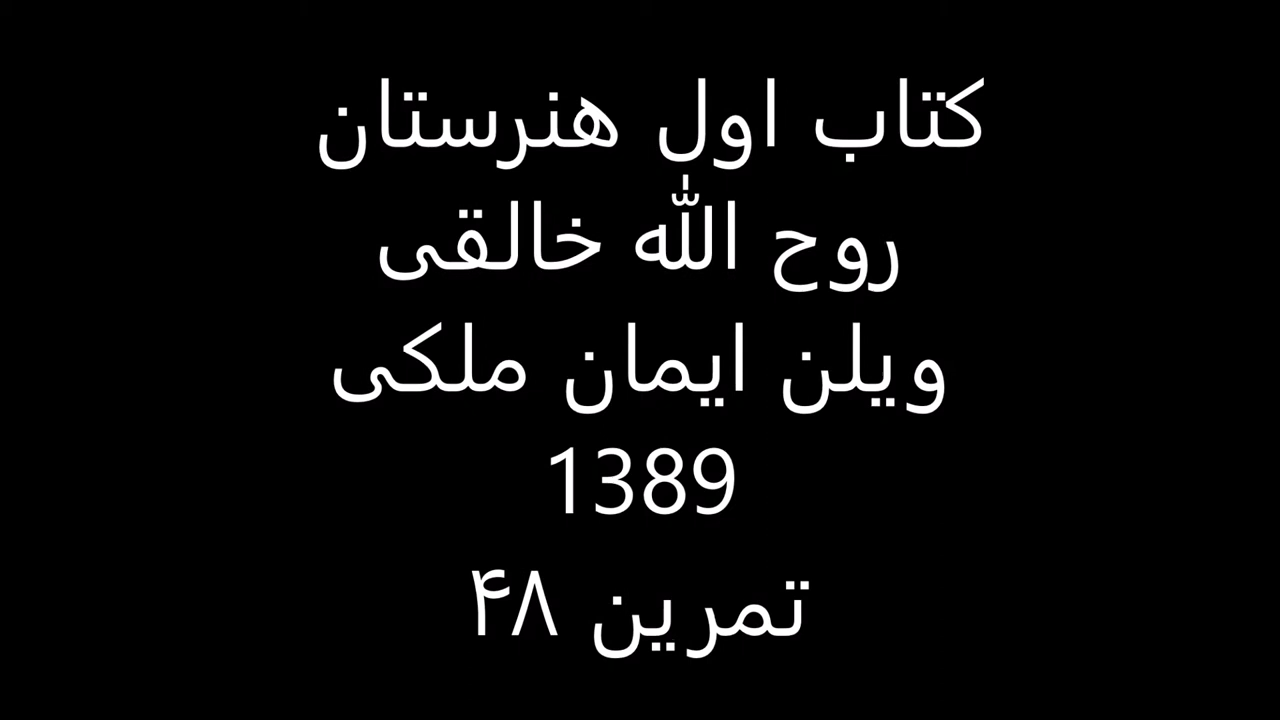 کتاب اول هنرستان
روح الله خالقی
ویلن ایمان ملکی
1389
تمرین ۴۸